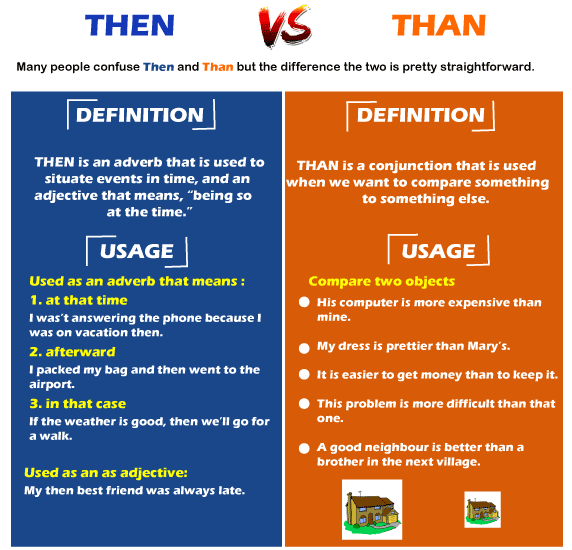 THEN VS THAN
Many people confuse Then and Than but the difference the two is pretty straightforward.
DEFINITION
THEN is an adverb that is used to
situate events in time, and an
adjective that means, “being so
at the time.”
USAGE
Used as an adverb that means :
1. at that time
I was't answering the phone because I
was on vacation then.
2. afterward
I packed my bag and then went to the
airport.
3. in that case
If the weather is good, then we'll go for
a walk.
Used as an as adjective:
My then best friend was always late.
DEFINITION
THAN is a conjunction that is used
when we want to compare something
to something else.
USAGE
Compare two objects
His computer is more expensive than
mine.
My dress is prettier than Mary's.
It is easier to get money than to keep it.
This problem is more difficult than that
one.
A good neighbour is better than a
brother in the next village.